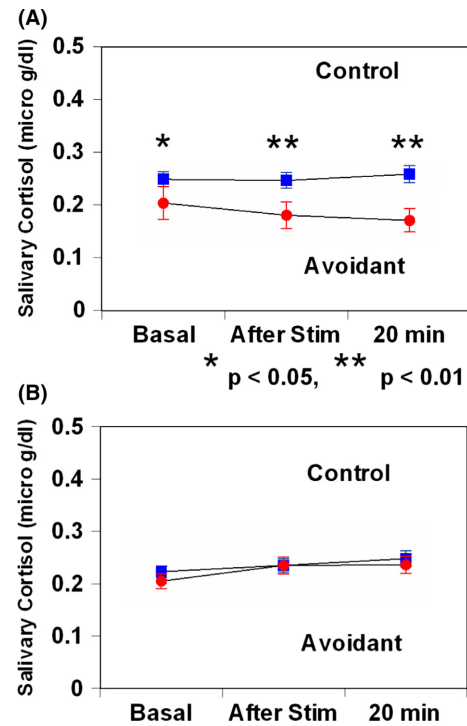 (A)
Salivary Cortisol (micro g/dl)
0.5
0.4
0.3
0.2
0.1
0
Control
* ** **
Avoidant
Basal After Stim 20 min
* p < 0.05, ** p < 0.01
(B)
Salivary Cortisol (micro g/dl)
0.5
0.4
0.3
0.2
0.1
0
Control
Avoidant
Basal After Stim 20 min